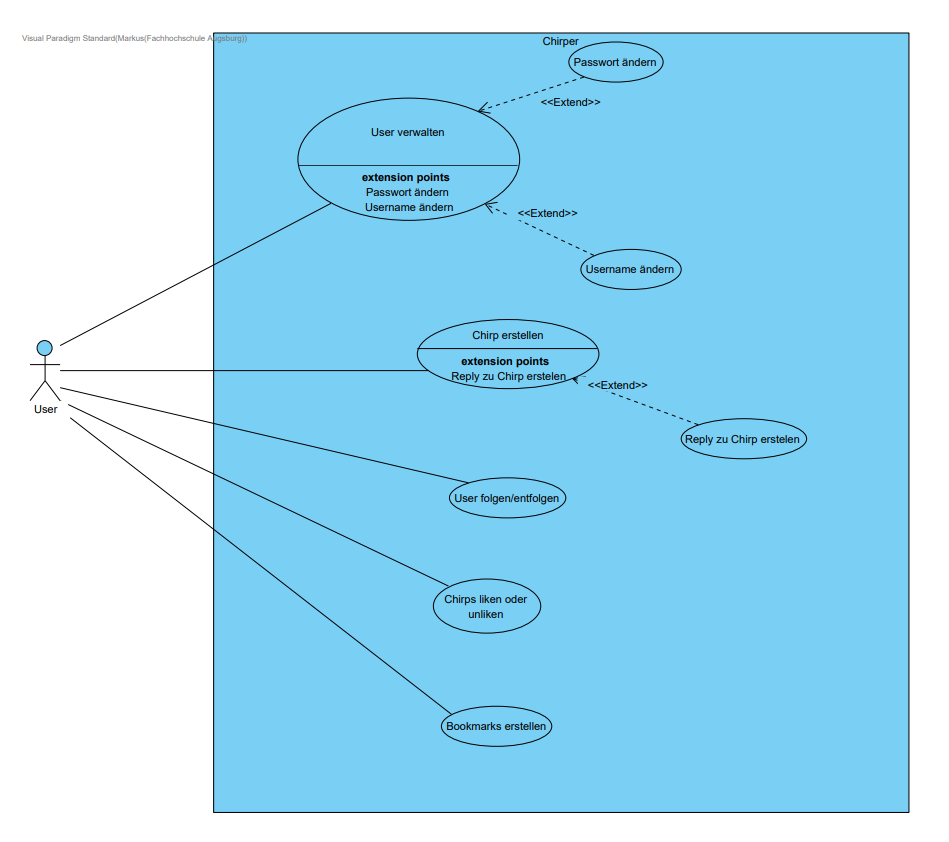 Visual Paradigm Standard(Markus(Fachhochschule Augsburg))
Chirper
Passwort ändern
<<Extend>>
User verwalten
extension points
Passwort ändern
Username ändern
<<Extend>>
Username ändern
Chirp erstellen
extension points
Reply zu Chirp erstelen
<<Extend>>
User
Reply zu Chirp erstelen
User folgen/entfolgen
Chirps liken oder
unliken
Bookmarks erstellen